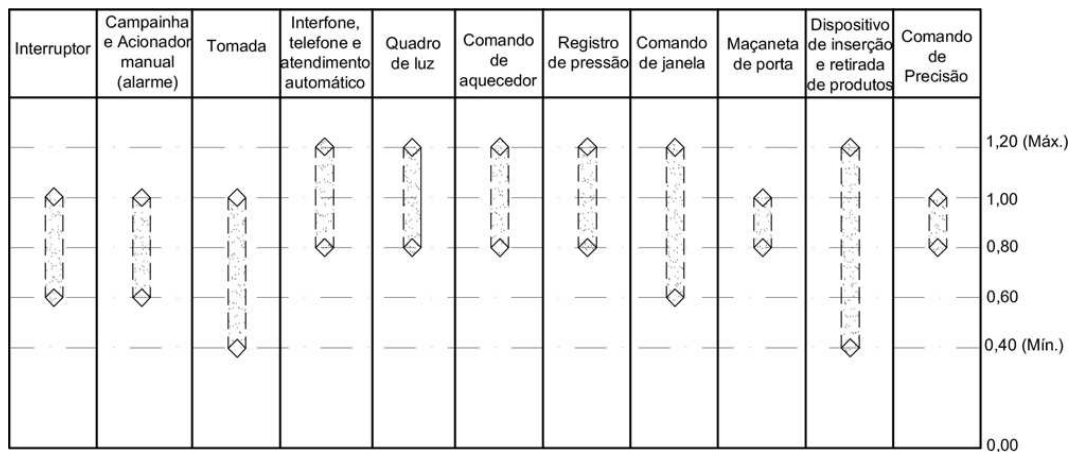 Interruptor
Campainha
e Acionador
manual
(alarme)
Tomada
Interfone,
telefone e
atendimento
automático
Quadro
de luz
Comando
de
aquecedor
Registro
de pressão
Comando
de janela
Maçaneta
de porta
Dispositivo
de inserção
e retirada
de produtos
Comando
de
Precisão
1,20 (Máx.)
1,00
0,80
0,60
0,40 (Mín.)
0,00